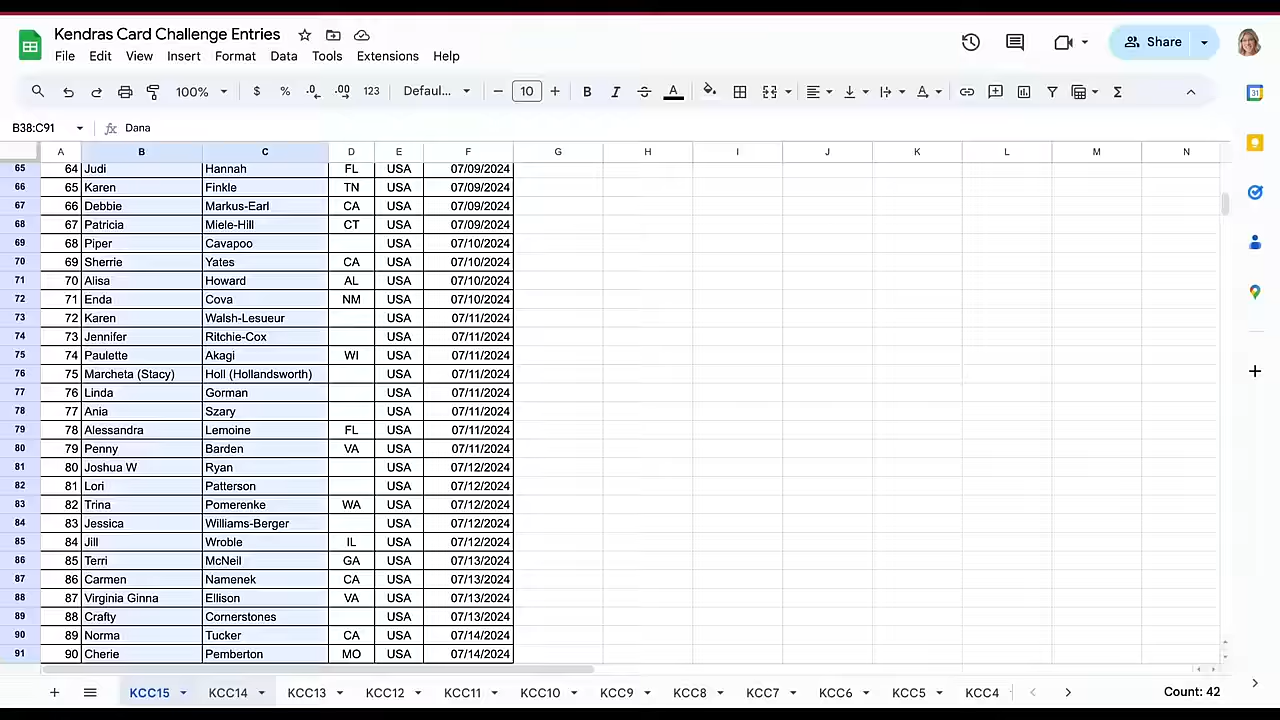 Kendras Card Challenge Entries
File Edit View Insert Format Data Tools Extensions Help
Share
100% $ % .0 .00 123 Defaul... 10 B I A
B38:C91 fx Dana
A B C D E F G H I J K L M N
65 64 Judi Hannah FL USA 07/09/2024
66 65 Karen Finkle TN USA 07/09/2024
67 66 Debbie Markus-Earl CA USA 07/09/2024
68 67 Patricia Miele-Hill CT USA 07/09/2024
69 68 Piper Cavapoo USA 07/10/2024
70 69 Sherrie Yates CA USA 07/10/2024
71 70 Alisa Howard AL USA 07/10/2024
72 71 Enda Cova NM USA 07/10/2024
73 72 Karen Walsh-Lesueur USA 07/11/2024
74 73 Jennifer Ritchie-Cox USA 07/11/2024
75 74 Paulette Akagi WI USA 07/11/2024
76 75 Marcheta (Stacy) Holl (Hollandsworth) USA 07/11/2024
77 76 Linda Gorman USA 07/11/2024
78 77 Ania Szary USA 07/11/2024
79 78 Alessandra Lemoine FL USA 07/11/2024
80 79 Penny Barden VA USA 07/11/2024
81 80 Joshua W Ryan USA 07/12/2024
82 81 Lori Patterson USA 07/12/2024
83 82 Trina Pomerenke WA USA 07/12/2024
84 83 Jessica Williams-Berger USA 07/12/2024
85 84 Jill Wroble IL USA 07/12/2024
86 85 Terri McNeil GA USA 07/13/2024
87 86 Carmen Namenek CA USA 07/13/2024
88 87 Virginia Ginna Ellison VA USA 07/13/2024
89 88 Crafty Cornerstones USA 07/13/2024
90 89 Norma Tucker CA USA 07/14/2024
91 90 Cherie Pemberton MO USA 07/14/2024
KCC15 KCC14 KCC13 KCC12 KCC11 KCC10 KCC9 KCC8 KCC7 KCC6 KCC5 KCC4 Count: 42